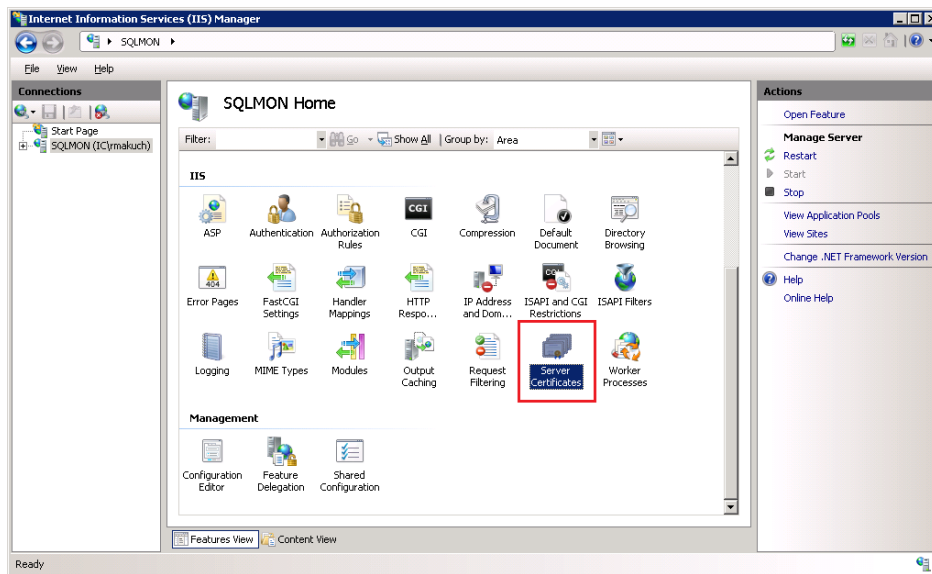 Internet Information Services (IIS) Manager
SQLMON
File View Help
Connections
Start Page
SQLMON (IC\rmakuch)
SQLMON Home
Filter: Go Show All Group by: Area
IIS
ASP
Authentication
Authorization
Rules
CGI
CGI
Compression
Default
Document
Directory
Browsing
404
Error Pages
FastCGI
Settings
Handler
Mappings
HTTP
Respo...
IP Address
and Dom...
ISAPI and CGI
Restrictions
ISAPI Filters
Logging
MIME Types
Modules
Output
Caching
Request
Filtering
Server
Certificates
Worker
Processes
Management
Configuration
Editor
Feature
Delegation
Shared
Configuration
Features View Content View
Actions
Open Feature
Manage Server
Restart
Start
Stop
View Application Pools
View Sites
Change .NET Framework Version
Help
Online Help
Ready